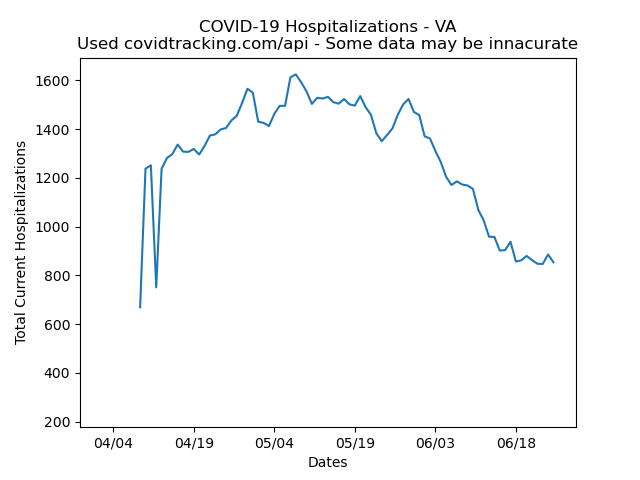 COVID-19 Hospitalizations - VA
Used covidtracking.com/api - Some data may be innacurate
Total Current Hospitalizations
1600
1400
1200
1000
800
600
400
200
04/04 04/19 05/04 05/19 06/03 06/18
Dates